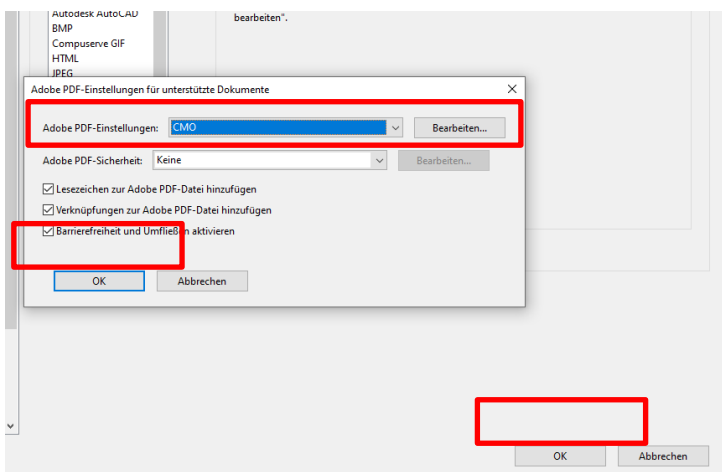 Autodesk AutoCAD
BMP
Compuserve GIF
HTML
JPEG
bearbeiten".
Adobe PDF-Einstellungen für unterstützte Dokumente
Adobe PDF-Einstellungen: CMO Bearbeiten...
Adobe PDF-Sicherheit: Keine Bearbeiten...
Lesezeichen zur Adobe PDF-Datei hinzufügen
Verknüpfungen zur Adobe PDF-Datei hinzufügen
Barrierefreiheit und Umfließen aktivieren
OK Abbrechen
OK Abbrechen